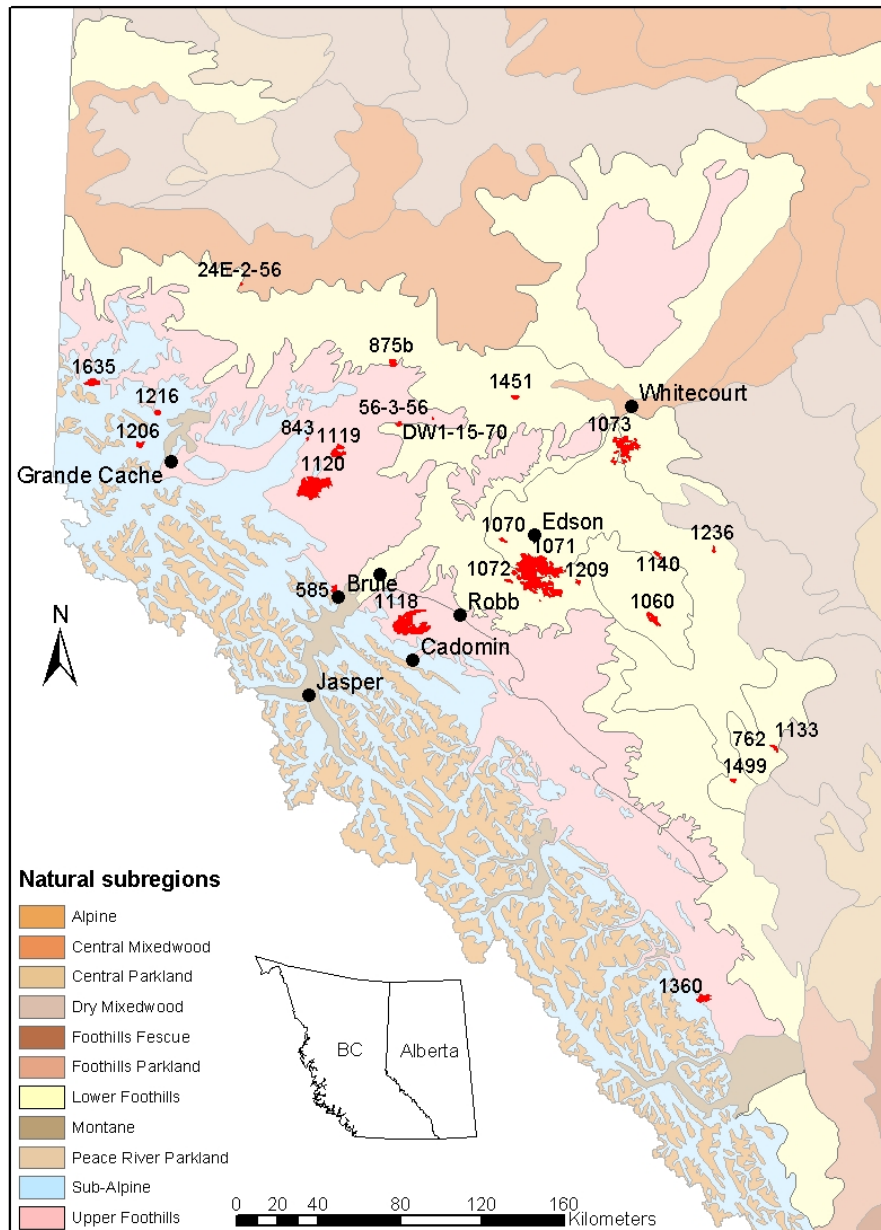 24E-2-56
875b
1635
1451
1216
56-3-56
Whitecourt
1206
843
1119
DW1-15-70
1073
1120
Grande Cache
1070
Edson
1236
1071
1140
1072
1209
585
Brule
1118
Robb
1060
N
Cadomin
Jasper
762
1133
1499
Natural subregions
Alpine
Central Mixedwood
Central Parkland
Dry Mixedwood
Foothills Fescue
Foothills Parkland
Lower Foothills
Montane
Peace River Parkland
Sub-Alpine
Upper Foothills
1360
BC
Alberta
0 20 40 80 120 160
Kilometers